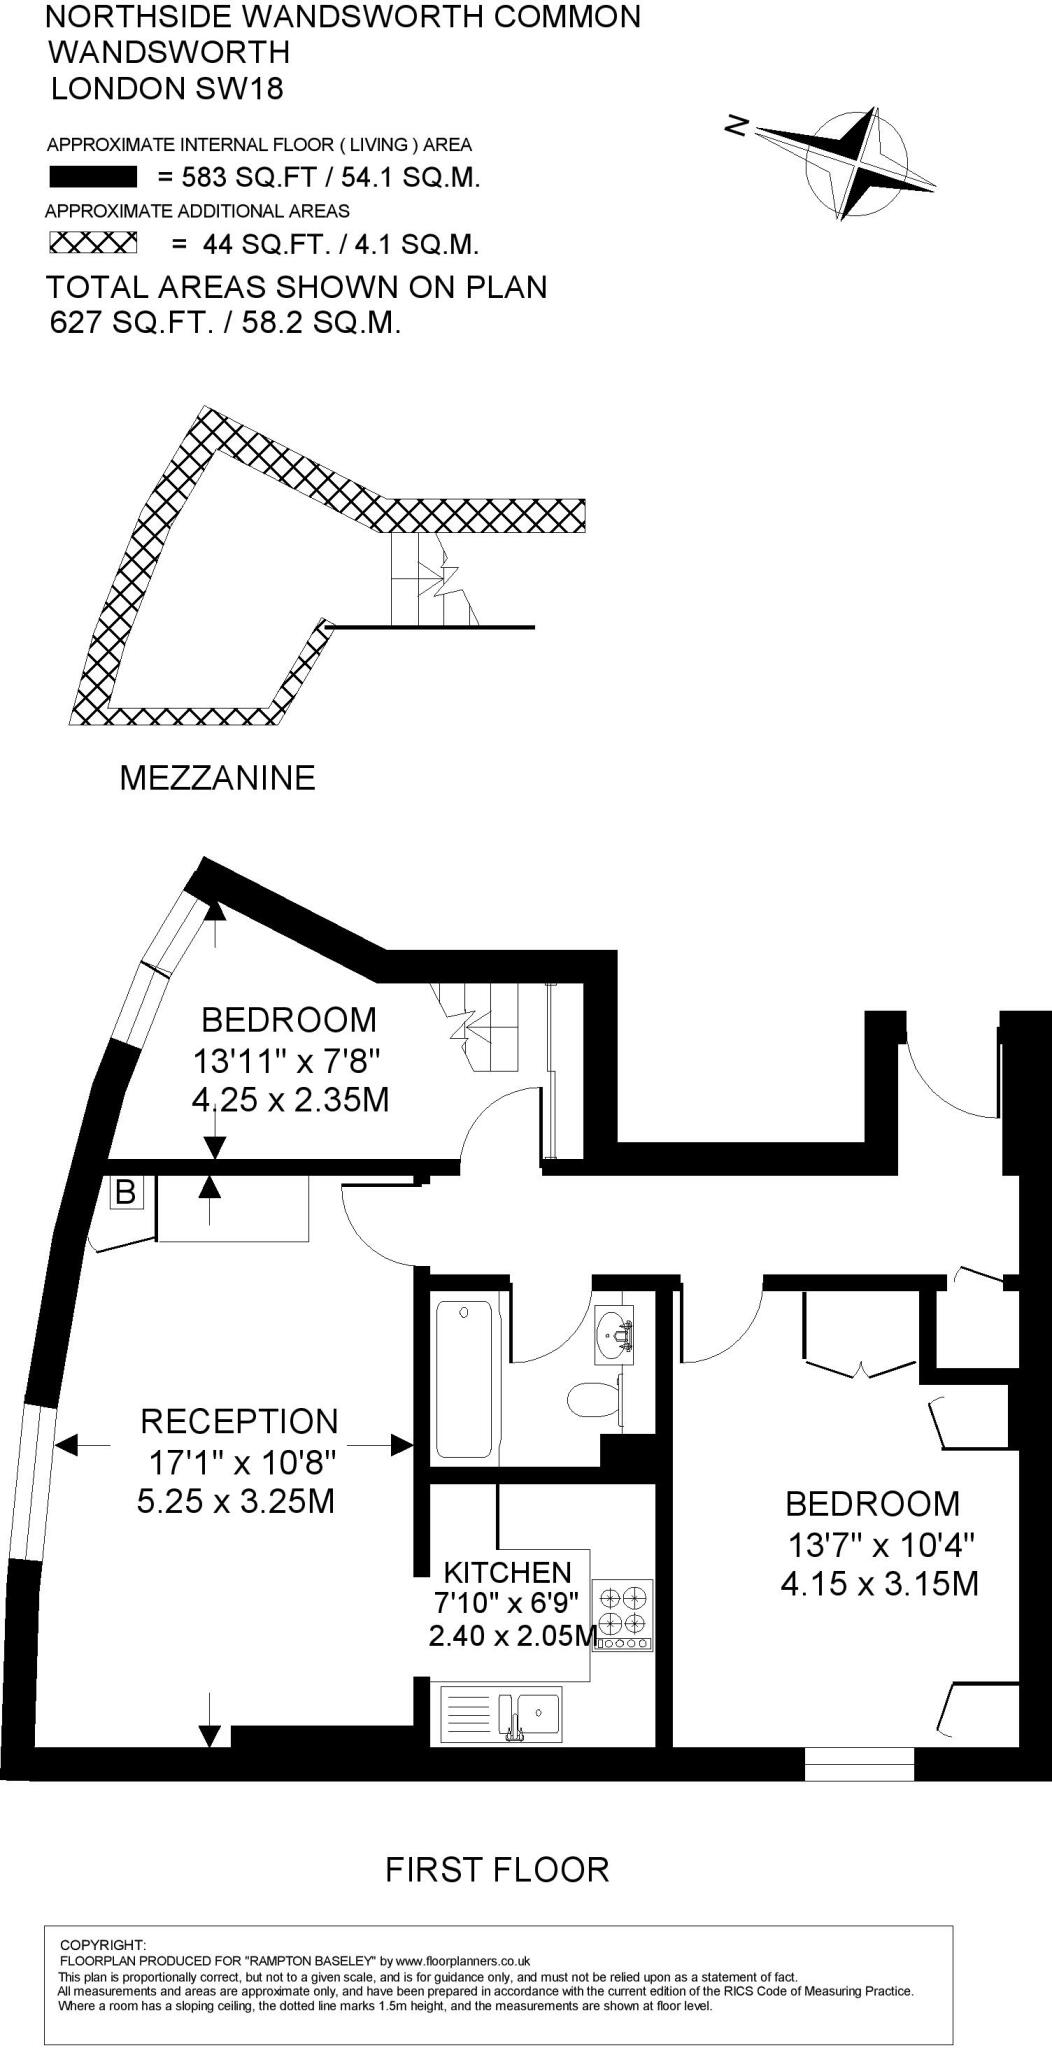 NORTHSIDE WANDSWORTH COMMON
WANDSWORTH
LONDON SW18
N
APPROXIMATE INTERNAL FLOOR ( LIVING ) AREA
= 583 SQ.FT / 54.1 SQ.M.
APPROXIMATE ADDITIONAL AREAS
= 44 SQ.FT. / 4.1 SQ.M.
TOTAL AREAS SHOWN ON PLAN
627 SQ.FT. / 58.2 SQ.M.
MEZZANINE
BEDROOM
13'11" x 7'8"
4.25 x 2.35M
B
RECEPTION
17'1" x 10'8"
5.25 x 3.25M
BEDROOM
13'7" x 10'4"
4.15 x 3.15M
KITCHEN
7'10" x 6'9"
2.40 x 2.05M
FIRST FLOOR
COPYRIGHT:
FLOORPLAN PRODUCED FOR "RAMPTON BASELEY" by www.floorplanners.co.uk
This plan is proportionally correct, but not to a given scale, and is for guidance only, and must not be relied upon as a statement of fact.
All measurements and areas are approximate only, and have been prepared in accordance with the current edition of the RICS Code of Measuring Practice.
Where a room has a sloping ceiling, the dotted line marks 1.5m height, and the measurements are shown at floor level.